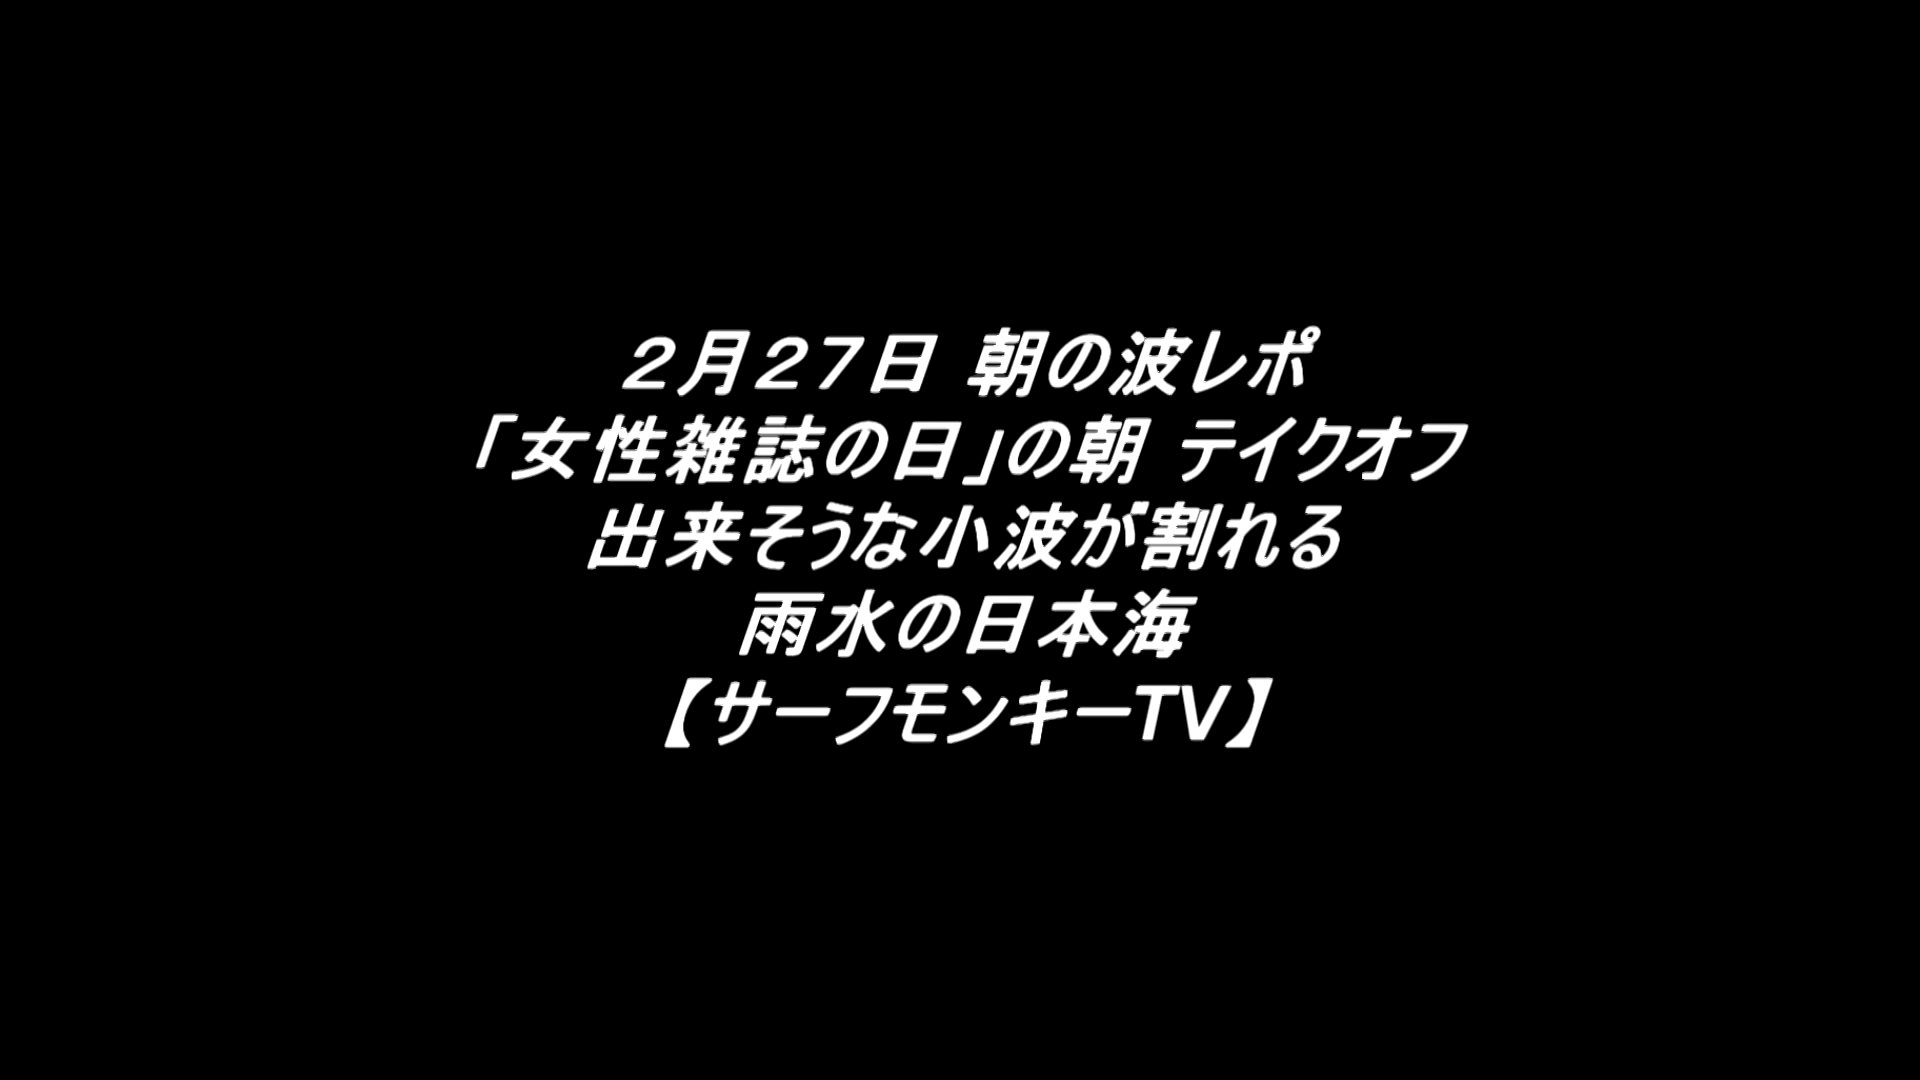 ２月２７日 朝の波レポ
「女性雑誌の日」の朝 テイクオフ
出来そうな小波が割れる
雨水の日本海
【サーフモンキーTV】